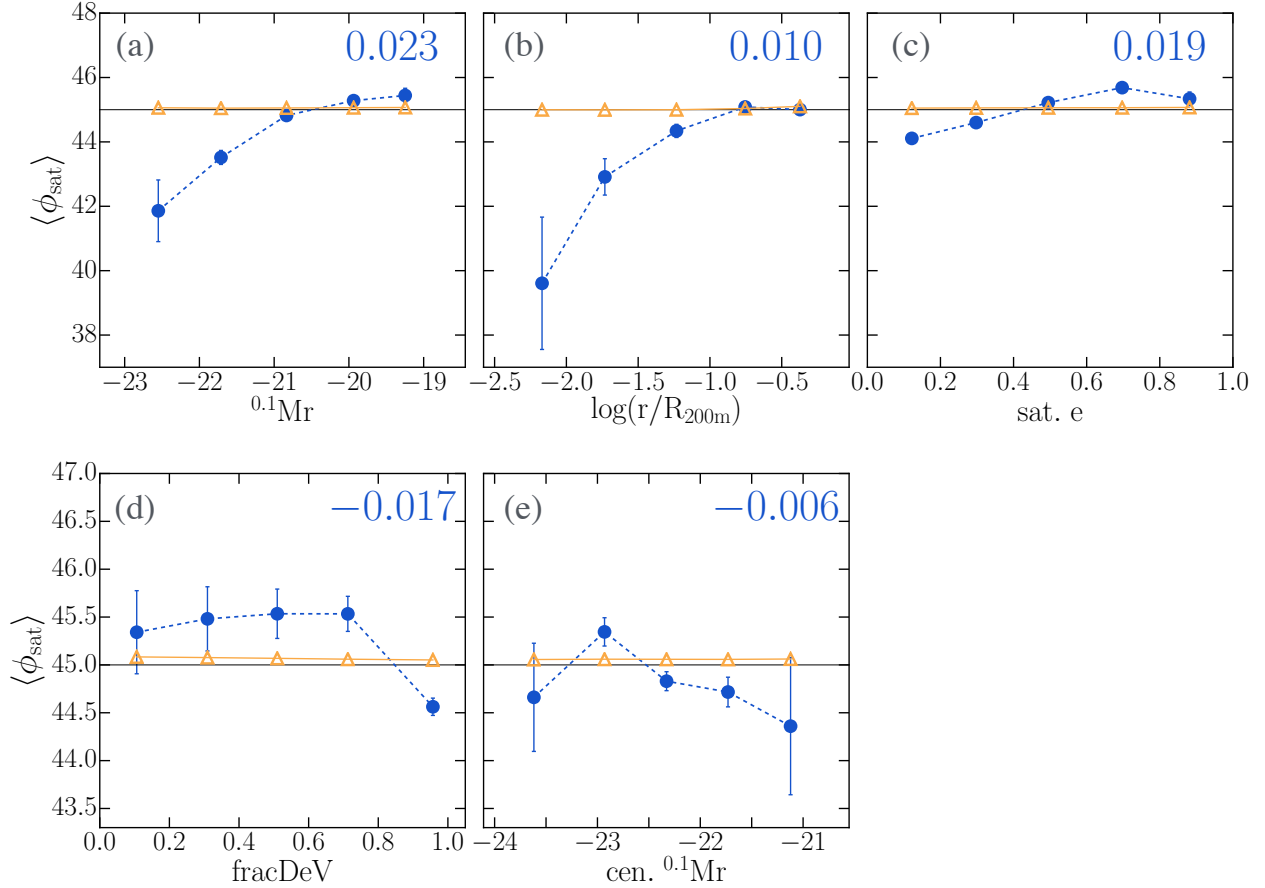 (a) 0.023
(b) 0.010
(c) 0.019
48
46
44
42
40
38
⟨ϕsat⟩
−23 −22 −21 −20 −19
0.1Mr
−2.5 −2.0 −1.5 −1.0 −0.5
log(r/R200m)
0.0 0.2 0.4 0.6 0.8 1.0
sat. e
(d) −0.017
(e) −0.006
47.0
46.5
46.0
45.5
45.0
44.5
44.0
43.5
⟨ϕsat⟩
0.0 0.2 0.4 0.6 0.8 1.0
fracDeV
−24 −23 −22 −21
cen. 0.1Mr